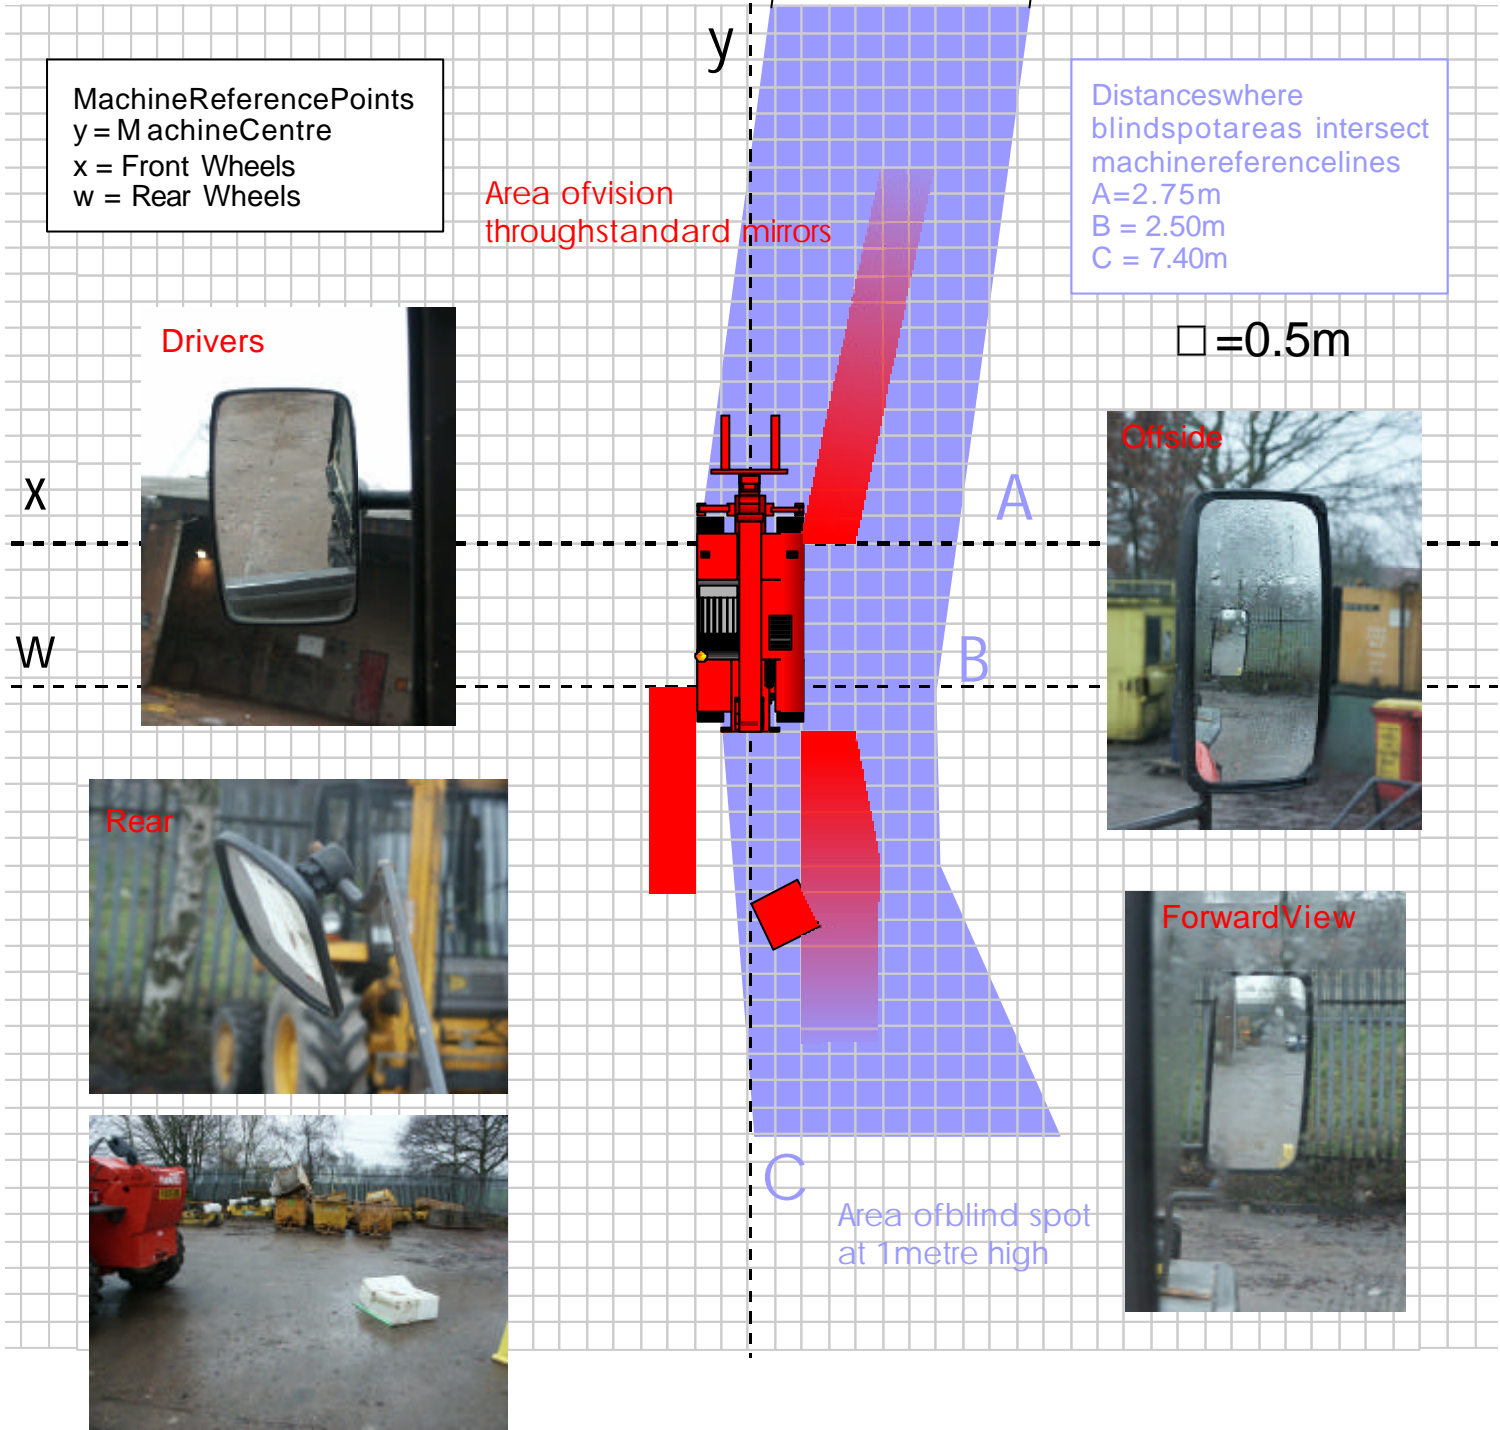 y
MachineReferencePoints
y = M achineCentre
x = Front Wheels
w = Rear Wheels
Area ofvision
throughstandard mirrors
Distanceswhere
blindspotareas intersect
machinereferencelines
A=2.75m
B = 2.50m
C = 7.40m
□=0.5m
Drivers
Offside
x
A
w
B
Rear
ForwardView
C
Area ofblind spot
at 1metre high